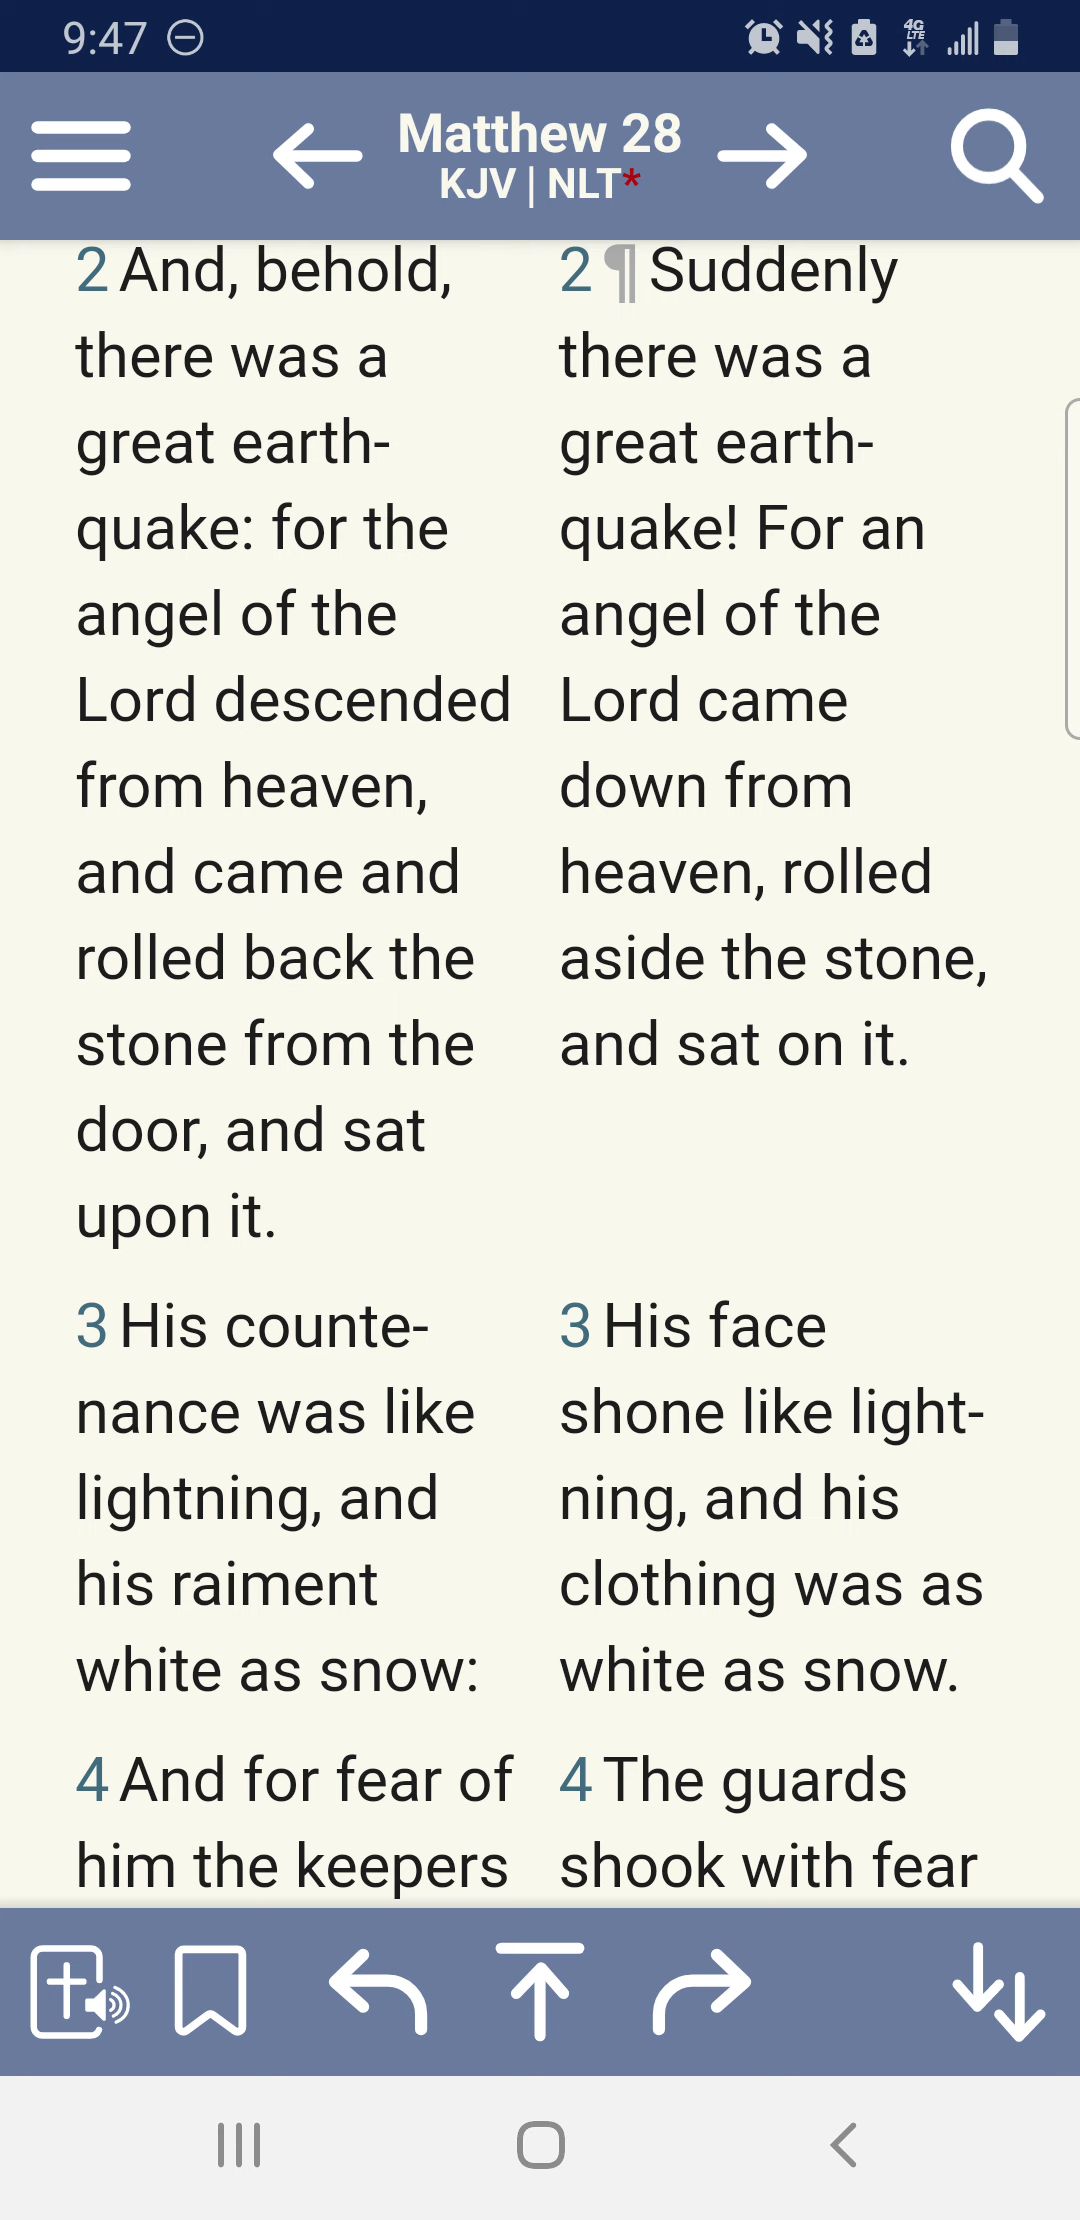 9:47
4G LTE
Matthew 28
KJV | NLT*
2 And, behold,
there was a
great earth-
quake: for the
angel of the
Lord descended
from heaven,
and came and
rolled back the
stone from the
door, and sat
upon it.
3 His counte-
nance was like
lightning, and
his raiment
white as snow:
4 And for fear of
him the keepers
2 ¶ Suddenly
there was a
great earth-
quake! For an
angel of the
Lord came
down from
heaven, rolled
aside the stone,
and sat on it.
3 His face
shone like light-
ning, and his
clothing was as
white as snow.
4 The guards
shook with fear